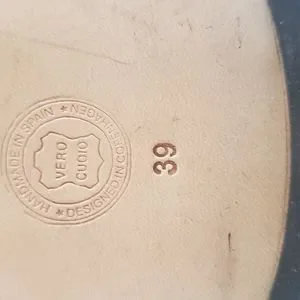 HANDMADE IN SPAIN * DESIGNED IN COPENHAGEN *
VERO
CUOIO
39